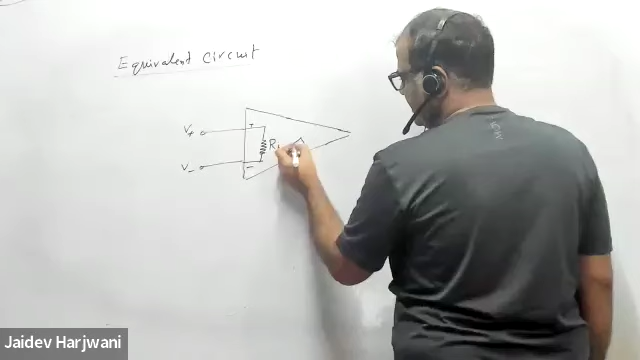 Equivalent Circuit
V+
+
Ri
V-
-
Jaidev Harjwani